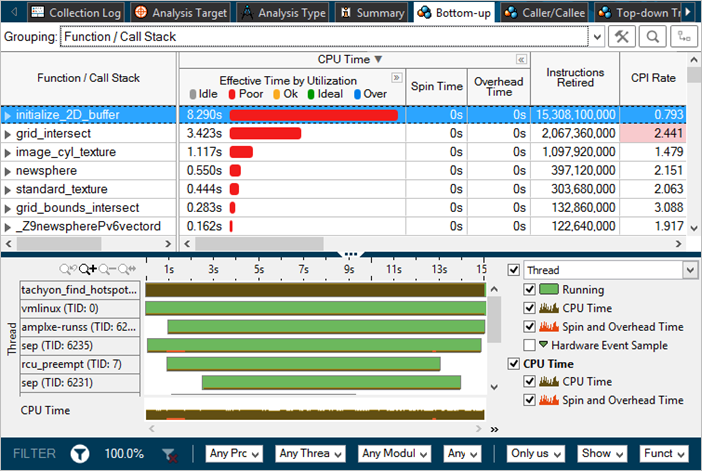 Collection Log Analysis Target Analysis Type Summary Bottom-up Caller/Callee Top-down Tr
Grouping: Function / Call Stack
Function / Call Stack
CPU Time
Effective Time by Utilization
Idle Poor Ok Ideal Over
Spin Time
Overhead Time
Instructions Retired
CPI Rate
initialize_2D_buffer 8.290s 0s 0s 15,308,100,000 0.793
grid_intersect 3.423s 0s 0s 2,067,360,000 2.441
image_cyl_texture 1.117s 0s 0s 1,097,920,000 1.479
newsphere 0.550s 0s 0s 397,120,000 2.151
standard_texture 0.444s 0s 0s 303,680,000 2.063
grid_bounds_intersect 0.283s 0s 0s 132,860,000 3.088
_Z9newspherePv6vectord 0.162s 0s 0s 122,640,000 1.917
1s 3s 5s 7s 9s 11s 13s 15
Thread
tachyon_find_hotspot...
vmlinux (TID: 0)
amplxe-runss (TID: 62...
sep (TID: 6235)
rcu_preempt (TID: 7)
sep (TID: 6231)
CPU Time
Thread
Running
CPU Time
Spin and Overhead Time
Hardware Event Sample
CPU Time
CPU Time
Spin and Overhead Time
FILTER 100.0% Any Prc Any Threa Any Modul Any Only us Show Funct